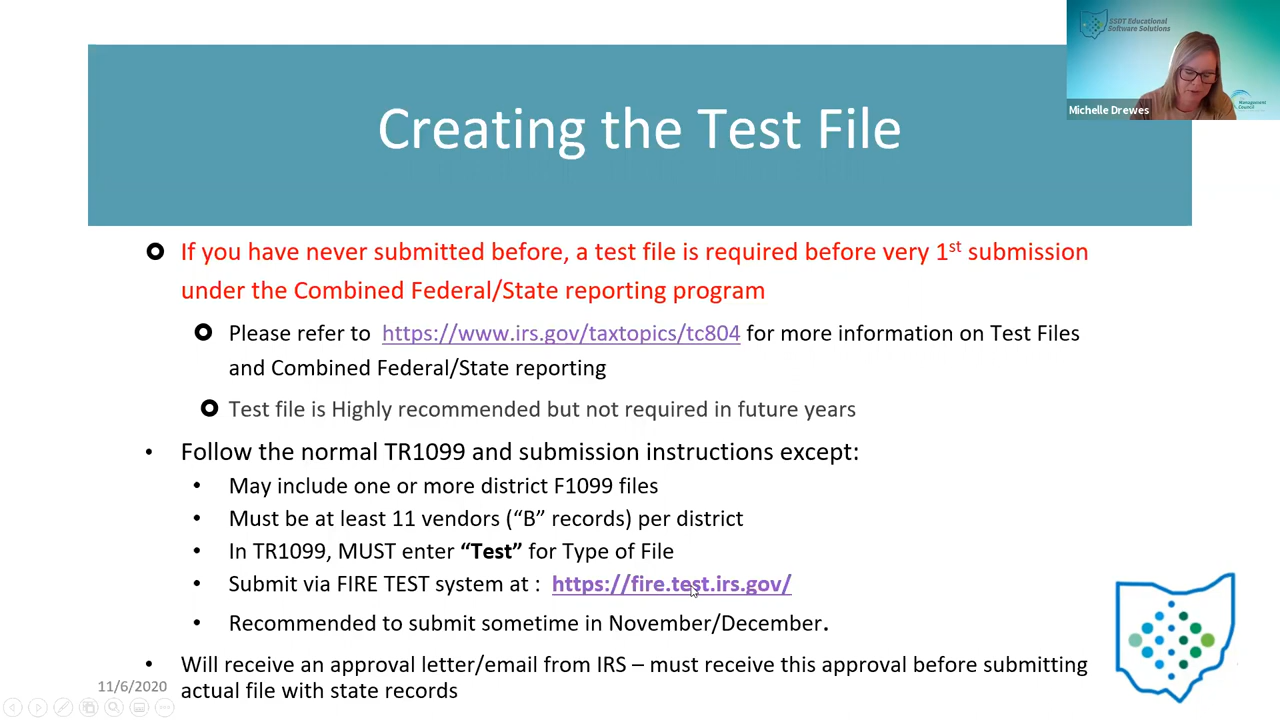 SSDT Educational
Software Solutions
Management
Council
Michelle Drewes
Creating the Test File
If you have never submitted before, a test file is required before very 1st submission
under the Combined Federal/State reporting program
Please refer to https://www.irs.gov/taxtopics/tc804 for more information on Test Files
and Combined Federal/State reporting
Test file is Highly recommended but not required in future years
Follow the normal TR1099 and submission instructions except:
May include one or more district F1099 files
Must be at least 11 vendors (“B” records) per district
In TR1099, MUST enter “Test” for Type of File
Submit via FIRE TEST system at : https://fire.test.irs.gov/
Recommended to submit sometime in November/December.
Will receive an approval letter/email from IRS – must receive this approval before submitting
actual file with state records
11/6/2020